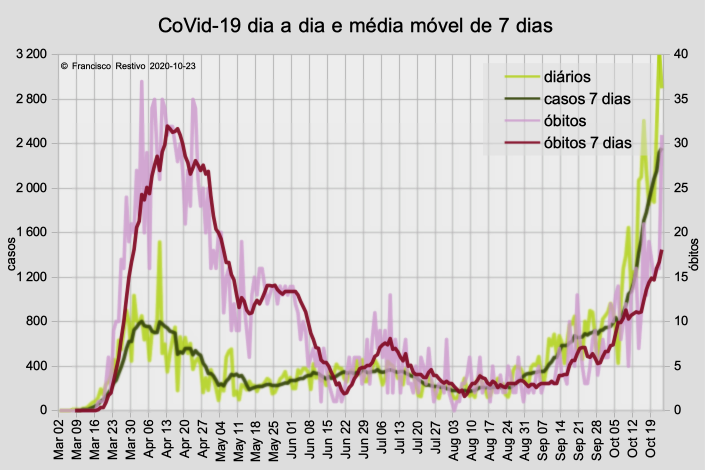 CoVid-19 dia a dia e média móvel de 7 dias
© Francisco Restivo 2020-10-23
diários
casos 7 dias
óbitos
óbitos 7 dias
casos
3 200
2 800
2 400
2 000
1 600
1 200
800
400
0
40
35
30
25
20
15
10
5
0
óbitos
Mar 02
Mar 09
Mar 16
Mar 23
Mar 30
Apr 06
Apr 13
Apr 20
Apr 27
May 04
May 11
May 18
May 25
Jun 01
Jun 08
Jun 15
Jun 22
Jun 29
Jul 06
Jul 13
Jul 20
Jul 27
Aug 03
Aug 10
Aug 17
Aug 24
Aug 31
Sep 07
Sep 14
Sep 21
Sep 28
Oct 05
Oct 12
Oct 19